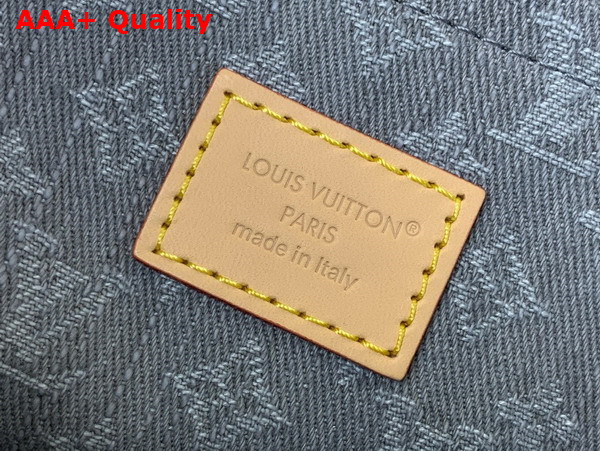 AAA+ Quality
LOUIS VUITTON®
PARIS
made in Italy